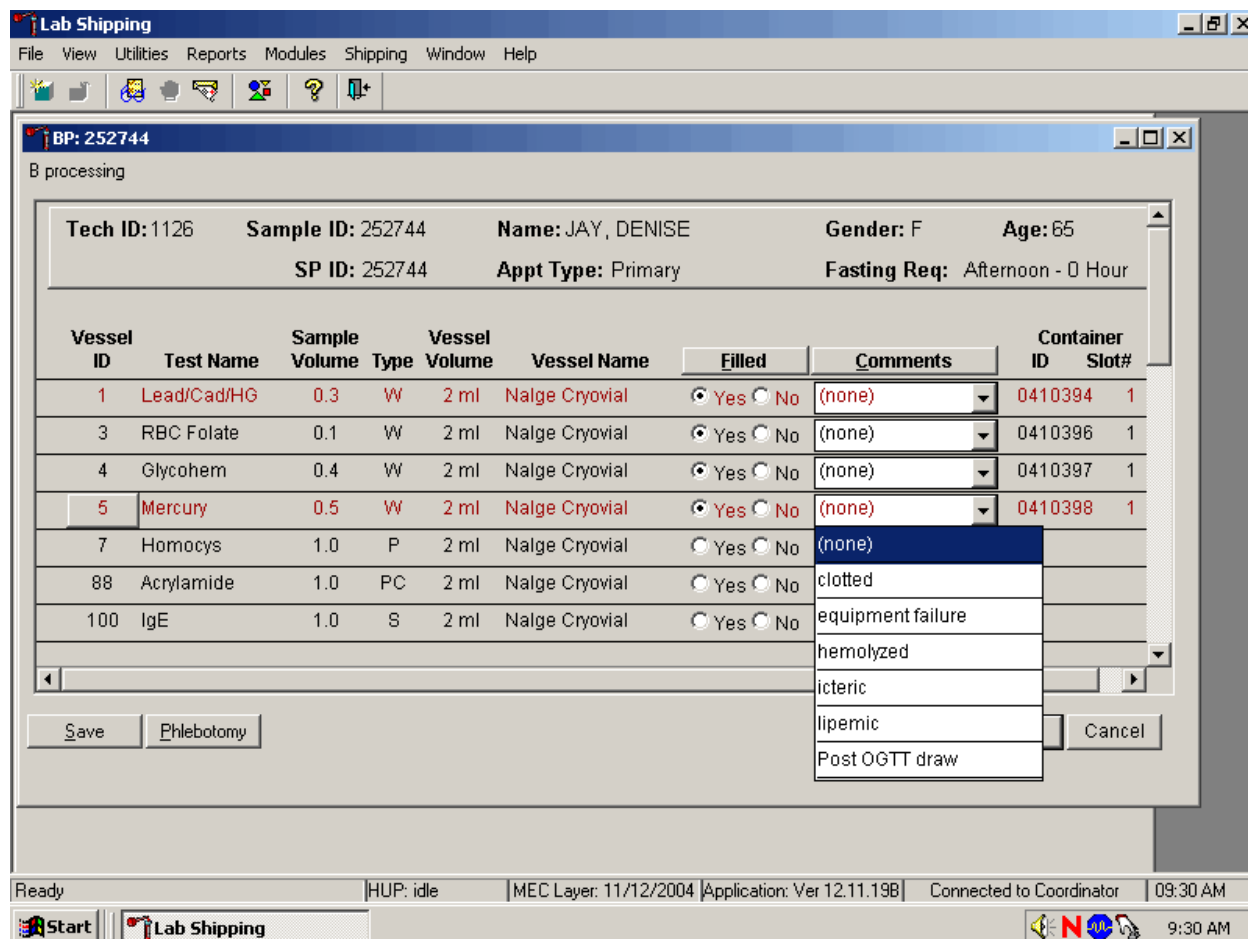 Lab Shipping
File View Utilities Reports Modules Shipping Window Help
BP: 252744
B processing
Tech ID: 1126 Sample ID: 252744 Name: JAY, DENISE Gender: F Age: 65
SP ID: 252744 Appt Type: Primary Fasting Req: Afternoon - 0 Hour
Vessel Sample Vessel Container
ID Test Name Volume Type Volume Vessel Name Filled Comments ID Slot#
1 Lead/Cad/HG 0.3 W 2 ml Nalge Cryovial Yes No (none) 0410394 1
3 RBC Folate 0.1 W 2 ml Nalge Cryovial Yes No (none) 0410396 1
4 Glycohem 0.4 W 2 ml Nalge Cryovial Yes No (none) 0410397 1
5 Mercury 0.5 W 2 ml Nalge Cryovial Yes No (none) 0410398 1
7 Homocys 1.0 P 2 ml Nalge Cryovial Yes No (none)
88 Acrylamide 1.0 PC 2 ml Nalge Cryovial Yes No clotted
100 IgE 1.0 S 2 ml Nalge Cryovial Yes No equipment failure
hemolyzed
icteric
lipemic
Save Phlebotomy Cancel
Post OGTT draw
Ready HUP: idle MEC Layer: 11/12/2004 Application: Ver 12.11.19B Connected to Coordinator 09:30 AM
Start Lab Shipping N 9:30 AM